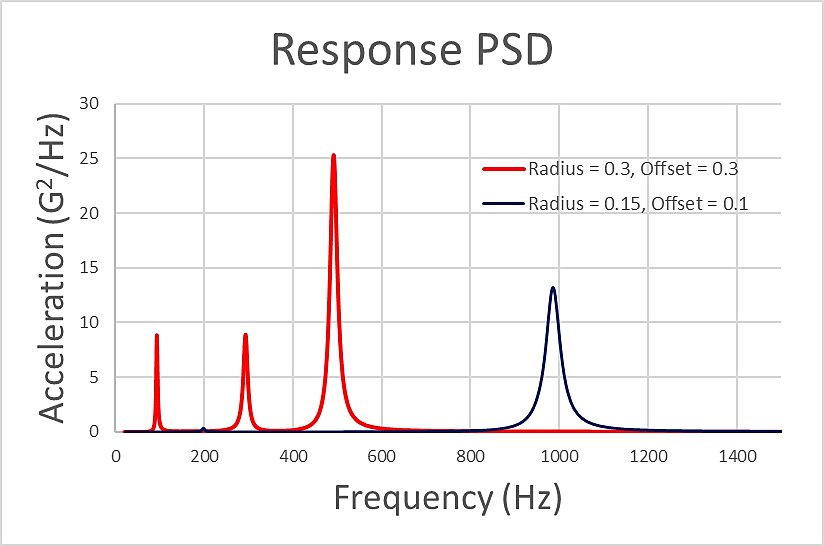 Response PSD
Acceleration (G²/Hz)
30
25
20
15
10
5
0
Radius = 0.3, Offset = 0.3
Radius = 0.15, Offset = 0.1
0 200 400 600 800 1000 1200 1400
Frequency (Hz)